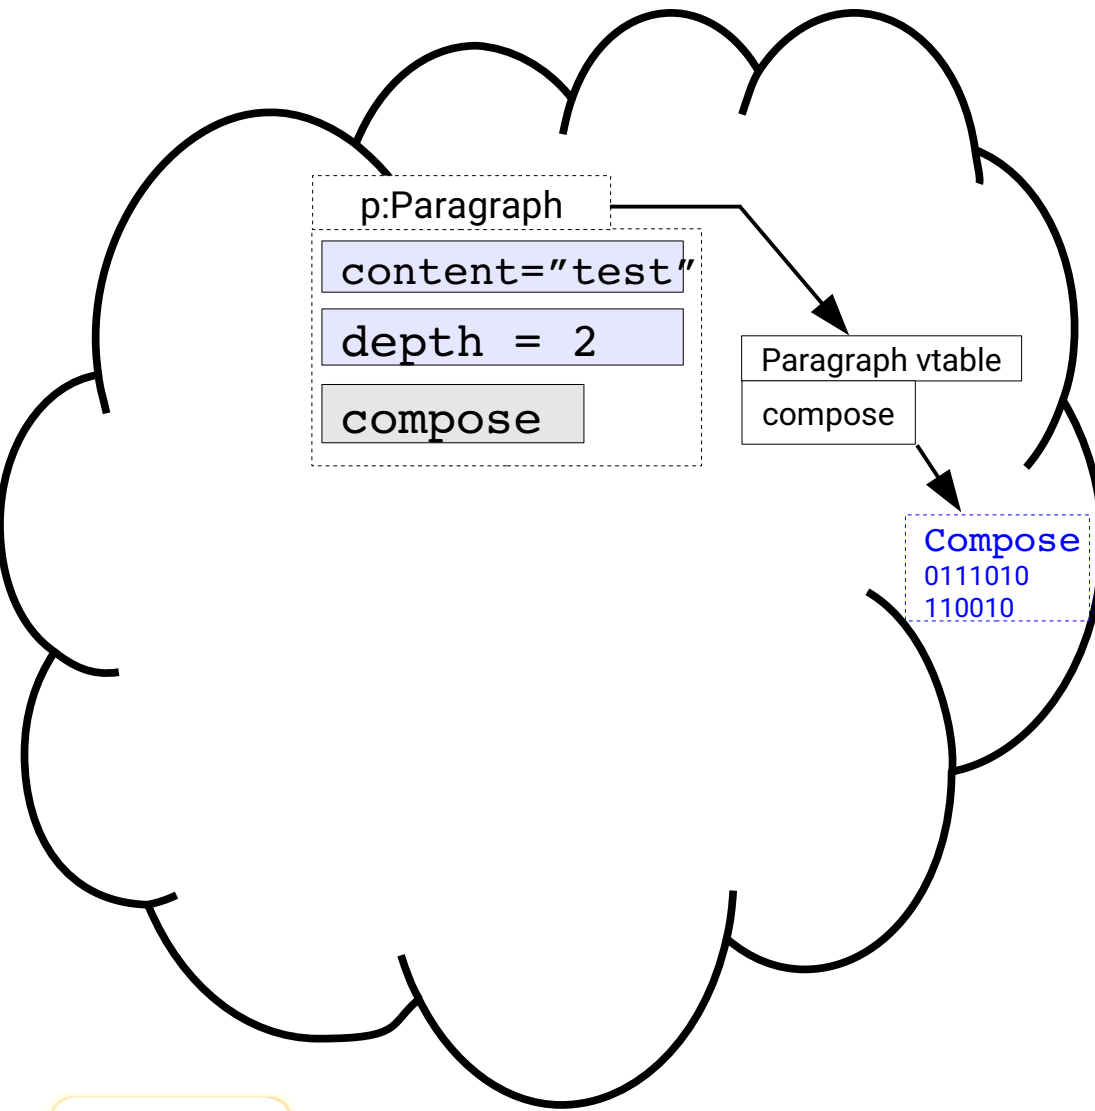 p:Paragraph
content=″test″
depth = 2
compose
Paragraph vtable
compose
Compose
0111010
110010